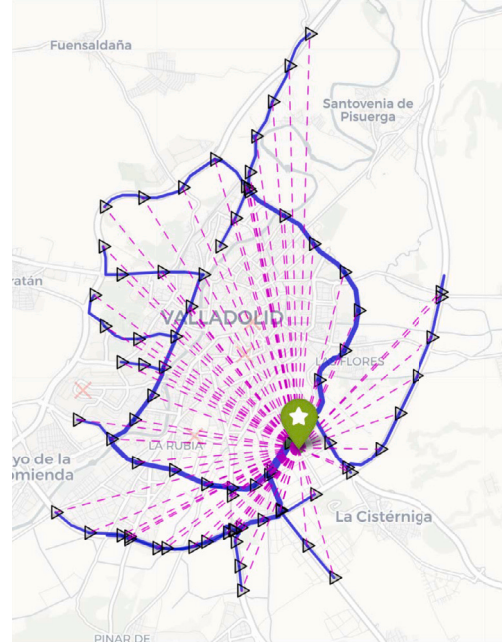 Fuensaldaña
Santovenia de
Pisuerga
ratán
VALLADOLID
FLORES
LA RUBIA
yo de la
omienda
La Cistérniga
PINAR DE